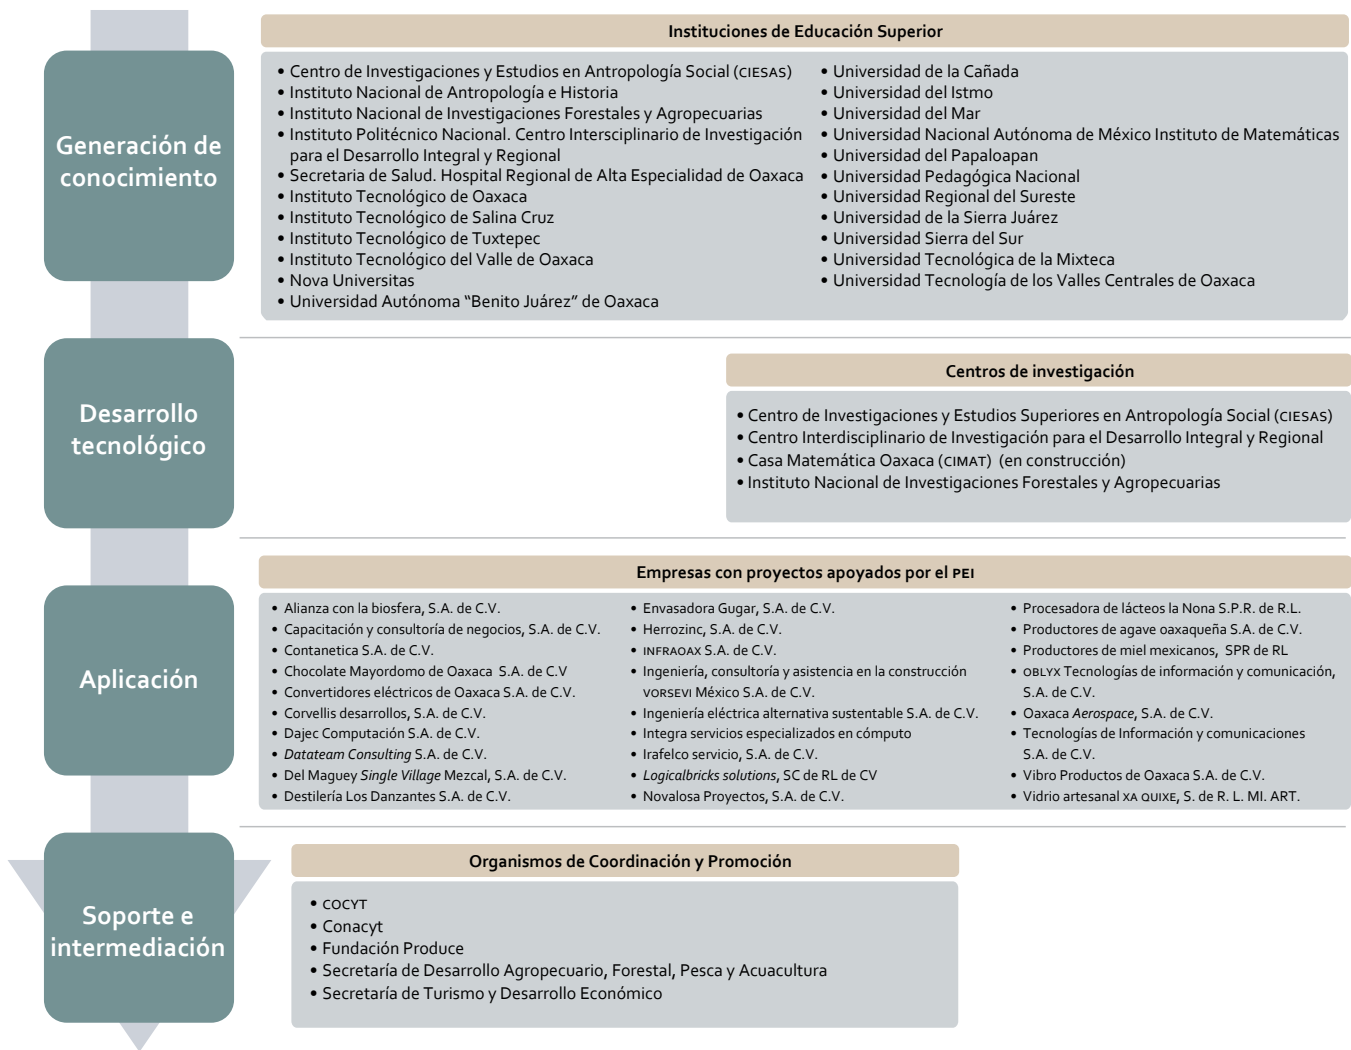 Generación de
conocimiento
Instituciones de Educación Superior
• Centro de Investigaciones y Estudios en Antropología Social (CIESAS)
• Instituto Nacional de Antropología e Historia
• Instituto Nacional de Investigaciones Forestales y Agropecuarias
• Instituto Politécnico Nacional. Centro Intersciplinario de Investigación
para el Desarrollo Integral y Regional
• Secretaria de Salud. Hospital Regional de Alta Especialidad de Oaxaca
• Instituto Tecnológico de Oaxaca
• Instituto Tecnológico de Salina Cruz
• Instituto Tecnológico de Tuxtepec
• Instituto Tecnológico del Valle de Oaxaca
• Nova Universitas
• Universidad Autónoma “Benito Juárez” de Oaxaca
• Universidad de la Cañada
• Universidad del Istmo
• Universidad del Mar
• Universidad Nacional Autónoma de México Instituto de Matemáticas
• Universidad del Papaloapan
• Universidad Pedagógica Nacional
• Universidad Regional del Sureste
• Universidad de la Sierra Juárez
• Universidad Sierra del Sur
• Universidad Tecnológica de la Mixteca
• Universidad Tecnología de los Valles Centrales de Oaxaca
Desarrollo
tecnológico
Centros de investigación
• Centro de Investigaciones y Estudios Superiores en Antropología Social (CIESAS)
• Centro Interdisciplinario de Investigación para el Desarrollo Integral y Regional
• Casa Matemática Oaxaca (CIMAT) (en construcción)
• Instituto Nacional de Investigaciones Forestales y Agropecuarias
Aplicación
Empresas con proyectos apoyados por el PEI
• Alianza con la biosfera, S.A. de C.V.
• Capacitación y consultoría de negocios, S.A. de C.V.
• Contanetica S.A. de C.V.
• Chocolate Mayordomo de Oaxaca S.A. de C.V
• Convertidores eléctricos de Oaxaca S.A. de C.V.
• Corvellis desarrollos, S.A. de C.V.
• Dajec Computación S.A. de C.V.
• Datateam Consulting S.A. de C.V.
• Del Maguey Single Village Mezcal, S.A. de C.V.
• Destilería Los Danzantes S.A. de C.V.
• Envasadora Gugar, S.A. de C.V.
• Herrozinc, S.A. de C.V.
• INFRAOAX S.A. de C.V.
• Ingeniería, consultoría y asistencia en la construcción
VORSEVI México S.A. de C.V.
• Ingeniería eléctrica alternativa sustentable S.A. de C.V.
• Integra servicios especializados en cómputo
• Irafelco servicio, S.A. de C.V.
• Logicalbricks solutions, SC de RL de CV
• Novalosa Proyectos, S.A. de C.V.
• Procesadora de lácteos la Nona S.P.R. de R.L.
• Productores de agave oaxaqueña S.A. de C.V.
• Productores de miel mexicanos, SPR de RL
• OBLYX Tecnologías de información y comunicación,
S.A. de C.V.
• Oaxaca Aerospace, S.A. de C.V.
• Tecnologías de Información y comunicaciones
S.A. de C.V.
• Vibro Productos de Oaxaca S.A. de C.V.
• Vidrio artesanal XA QUIXE, S. de R. L. MI. ART.
Soporte e
intermediación
Organismos de Coordinación y Promoción
• COCYT
• Conacyt
• Fundación Produce
• Secretaría de Desarrollo Agropecuario, Forestal, Pesca y Acuacultura
• Secretaría de Turismo y Desarrollo Económico